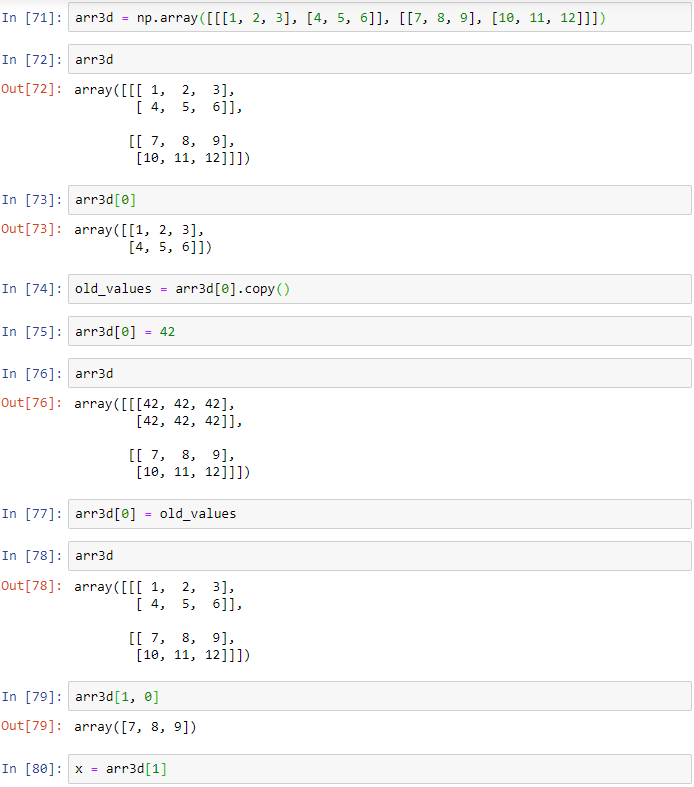 In [71]: arr3d = np.array([[[1, 2, 3], [4, 5, 6]], [[7, 8, 9], [10, 11, 12]]])
In [72]: arr3d
Out[72]: array([[[ 1,  2,  3],
        [ 4,  5,  6]],
       [[ 7,  8,  9],
        [10, 11, 12]]])
In [73]: arr3d[0]
Out[73]: array([[1, 2, 3],
       [4, 5, 6]])
In [74]: old_values = arr3d[0].copy()
In [75]: arr3d[0] = 42
In [76]: arr3d
Out[76]: array([[[42, 42, 42],
        [42, 42, 42]],
       [[ 7,  8,  9],
        [10, 11, 12]]])
In [77]: arr3d[0] = old_values
In [78]: arr3d
Out[78]: array([[[ 1,  2,  3],
        [ 4,  5,  6]],
       [[ 7,  8,  9],
        [10, 11, 12]]])
In [79]: arr3d[1, 0]
Out[79]: array([7, 8, 9])
In [80]: x = arr3d[1]